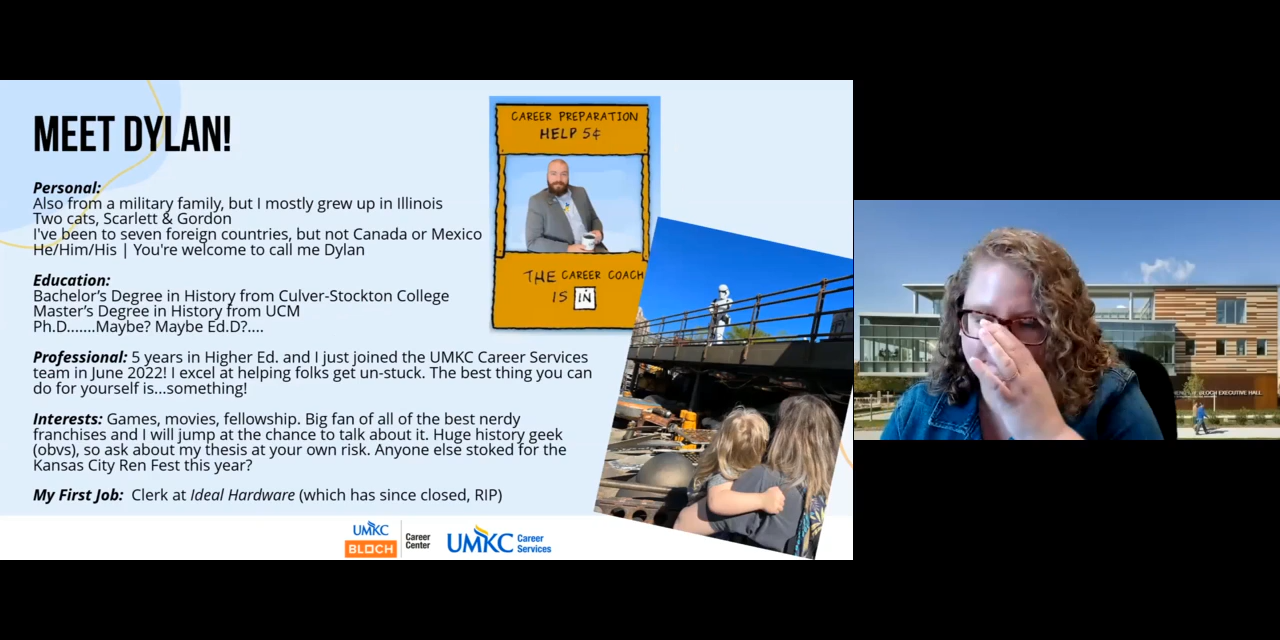 MEET DYLAN!
Personal:
Also from a military family, but I mostly grew up in Illinois
Two cats, Scarlett & Gordon
I've been to seven foreign countries, but not Canada or Mexico
He/Him/His | You're welcome to call me Dylan
Education:
Bachelor's Degree in History from Culver-Stockton College
Master's Degree in History from UCM
Ph.D.......Maybe? Maybe Ed.D?....
Professional: 5 years in Higher Ed. and I just joined the UMKC Career Services
team in June 2022! I excel at helping folks get un-stuck. The best thing you can
do for yourself is...something!
Interests: Games, movies, fellowship. Big fan of all of the best nerdy
franchises and I will jump at the chance to talk about it. Huge history geek
(obvs), so ask about my thesis at your own risk. Anyone else stoked for the
Kansas City Ren Fest this year?
My First Job: Clerk at Ideal Hardware (which has since closed, RIP)
CAREER PREPARATION
HELP 5¢
THE CAREER COACH
IS IN
UMKC
BLOCH
Career
Center
UMKC Career
Services
BLOCH EXECUTIVE HALL